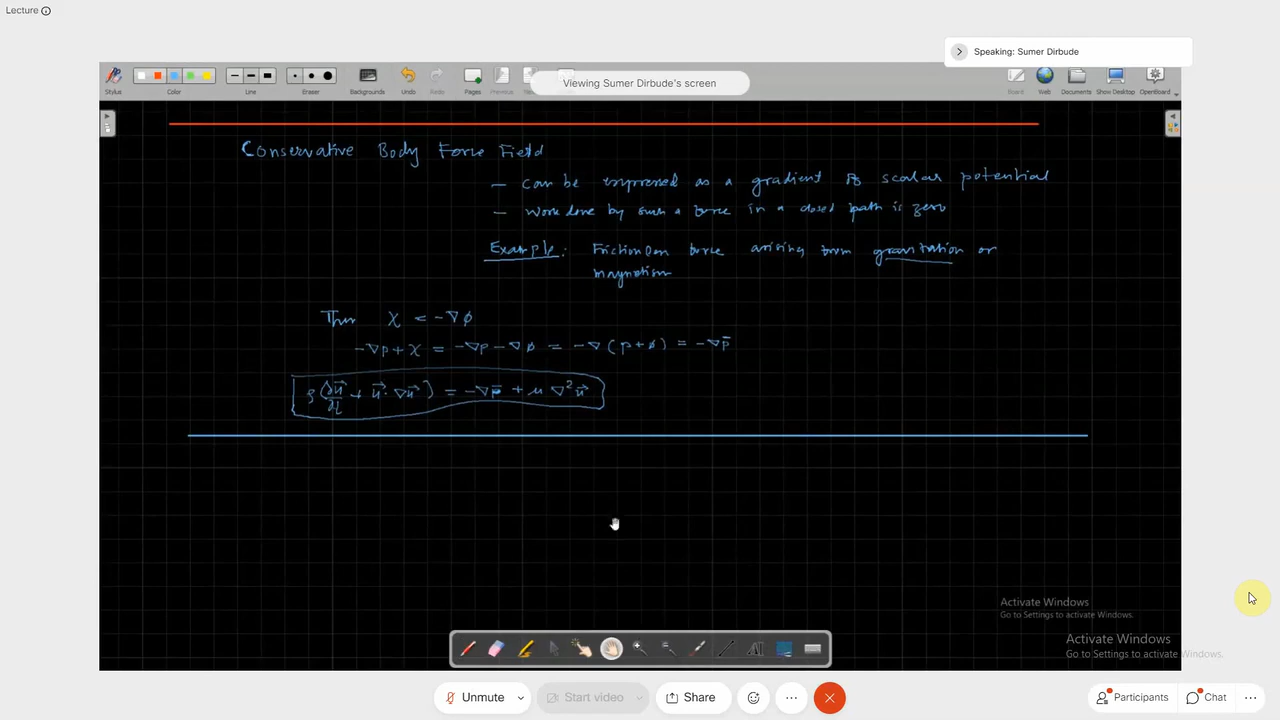 Lecture
Speaking: Sumer Dirbude
Viewing Sumer Dirbude's screen
Stylus
Color
Line
Eraser
Backgrounds
Undo
Redo
Pages
Previous
Board
Web
Documents
Show Desktop
OpenBoard
Conservative Body Force Field
— Can be expressed as a gradient of scalar potential
— Work done by such a force in a closed path is zero
Example: Frictionless force arising from gravitation or
magnetism
Then χ = -∇φ
-∇p + χ = -∇p - ∇φ = -∇(p+φ) = -∇p̄
ρ(∂u⃗/∂t + u⃗·∇u⃗) = -∇p̄ + μ∇²u⃗
Activate Windows
Go to Settings to activate Windows.
Activate Windows
Go to Settings to activate Windows.
Unmute
Start video
Share
Participants
Chat